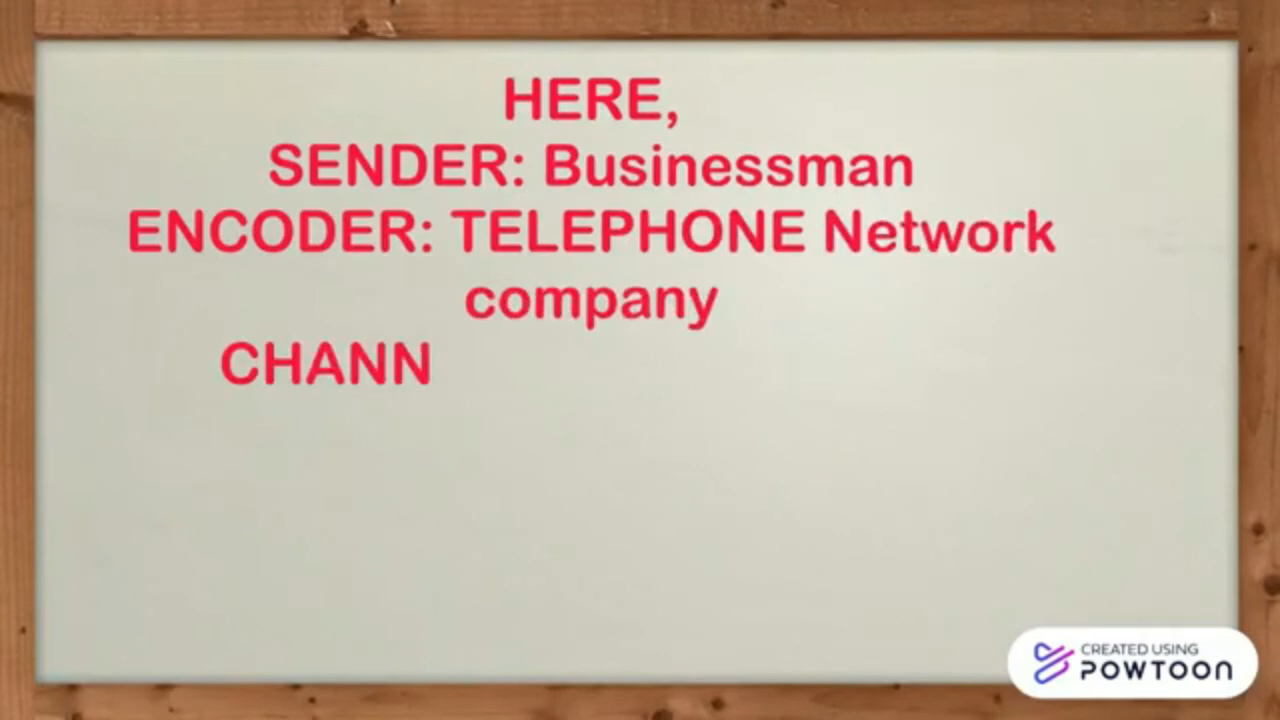 HERE,
SENDER: Businessman
ENCODER: TELEPHONE Network
company
CHANN
CREATED USING
POWTOON